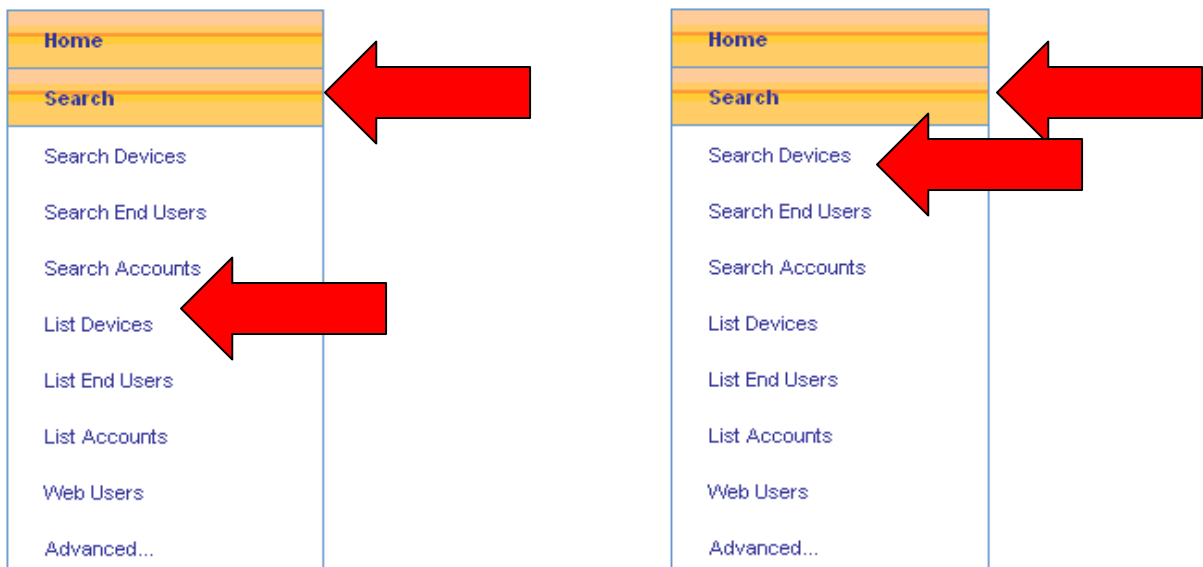 Home
Search
Search Devices
Search End Users
Search Accounts
List Devices
List End Users
List Accounts
Web Users
Advanced...
Home
Search
Search Devices
Search End Users
Search Accounts
List Devices
List End Users
List Accounts
Web Users
Advanced...